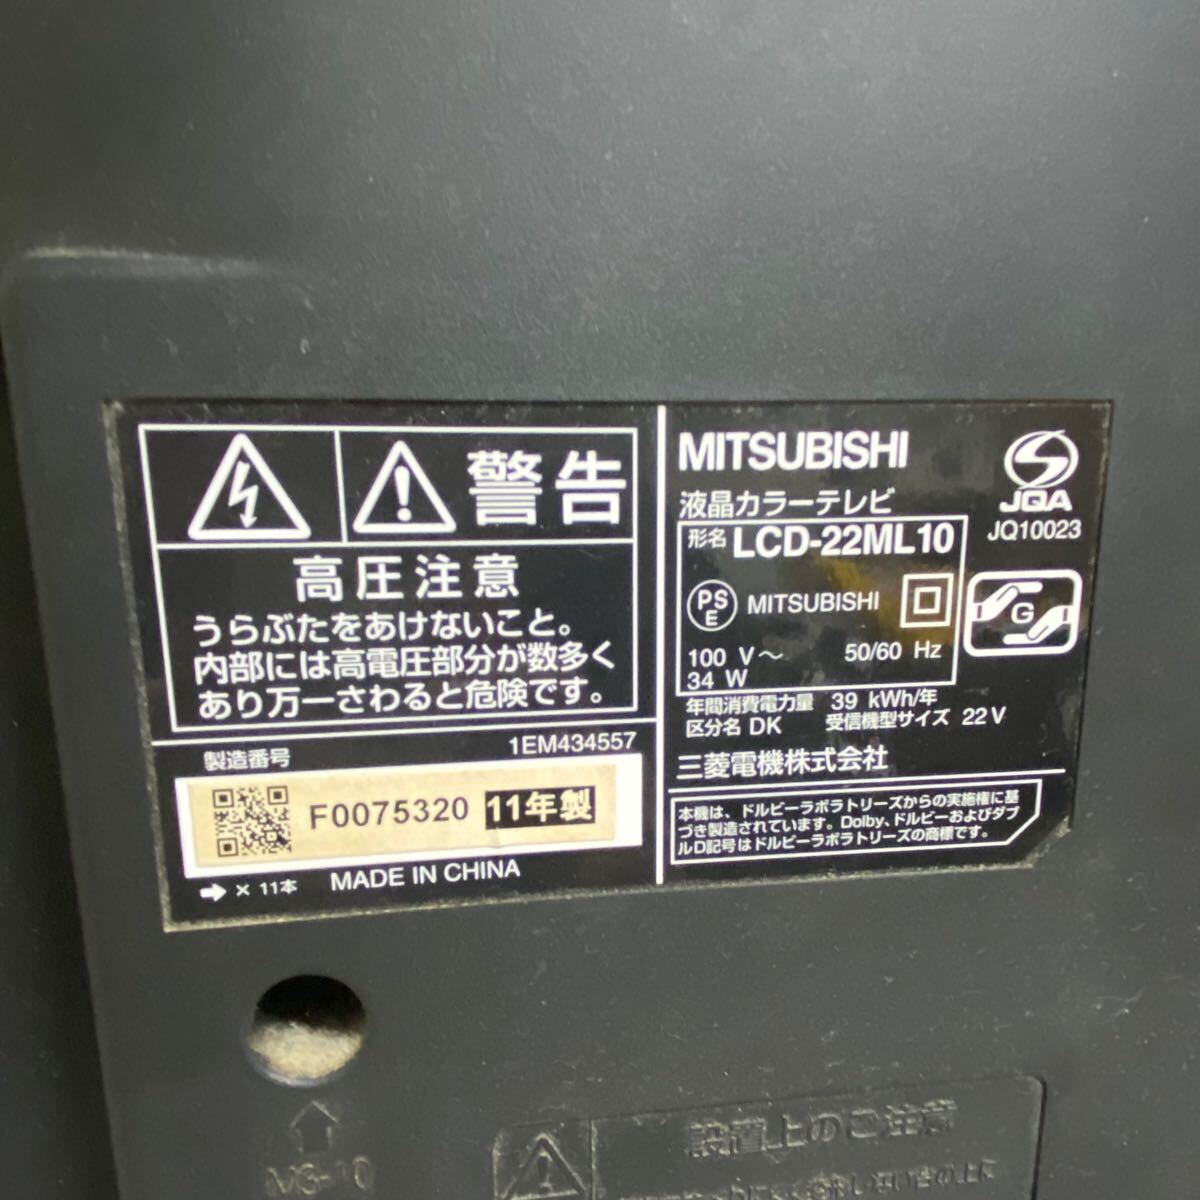 警告
高圧注意
うらぶたをあけないこと。
内部には高電圧部分が数多く
あり万一さわると危険です。
製造番号
1EM434557
F0075320 11年製
× 11本 MADE IN CHINA
MITSUBISHI
液晶カラーテレビ
形名 LCD-22ML10
PS
E
MITSUBISHI
100 V～ 50/60 Hz
34 W
JQA
JQ10023
G
年間消費電力量 39 kWh/年
区分名 DK 受信機型サイズ 22 V
三菱電機株式会社
本機は、ドルビーラボラトリーズからの実施権に基
づき製造されています。Dolby、ドルビーおよびダブ
ルD記号はドルビーラボラトリーズの商標です。
設置上のご注意